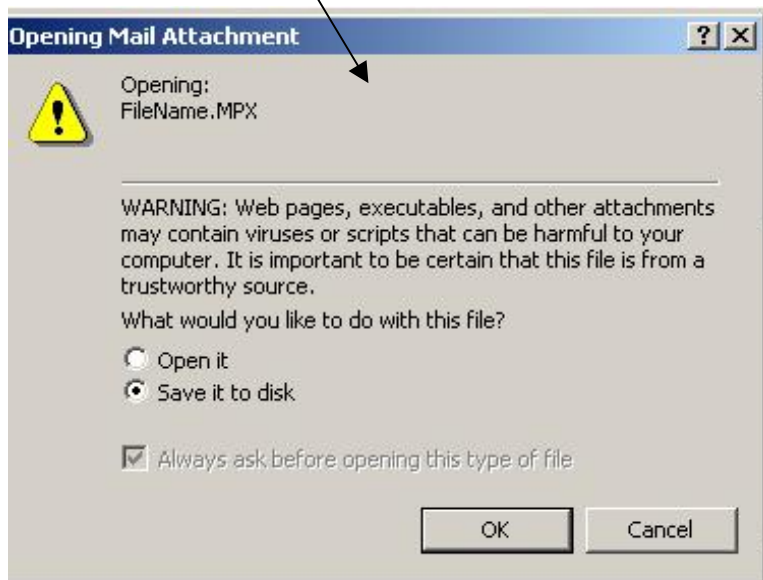 Opening Mail Attachment
Opening:
FileName.MPX
WARNING: Web pages, executables, and other attachments
may contain viruses or scripts that can be harmful to your
computer. It is important to be certain that this file is from a
trustworthy source.
What would you like to do with this file?
Open it
Save it to disk
Always ask before opening this type of file
OK
Cancel